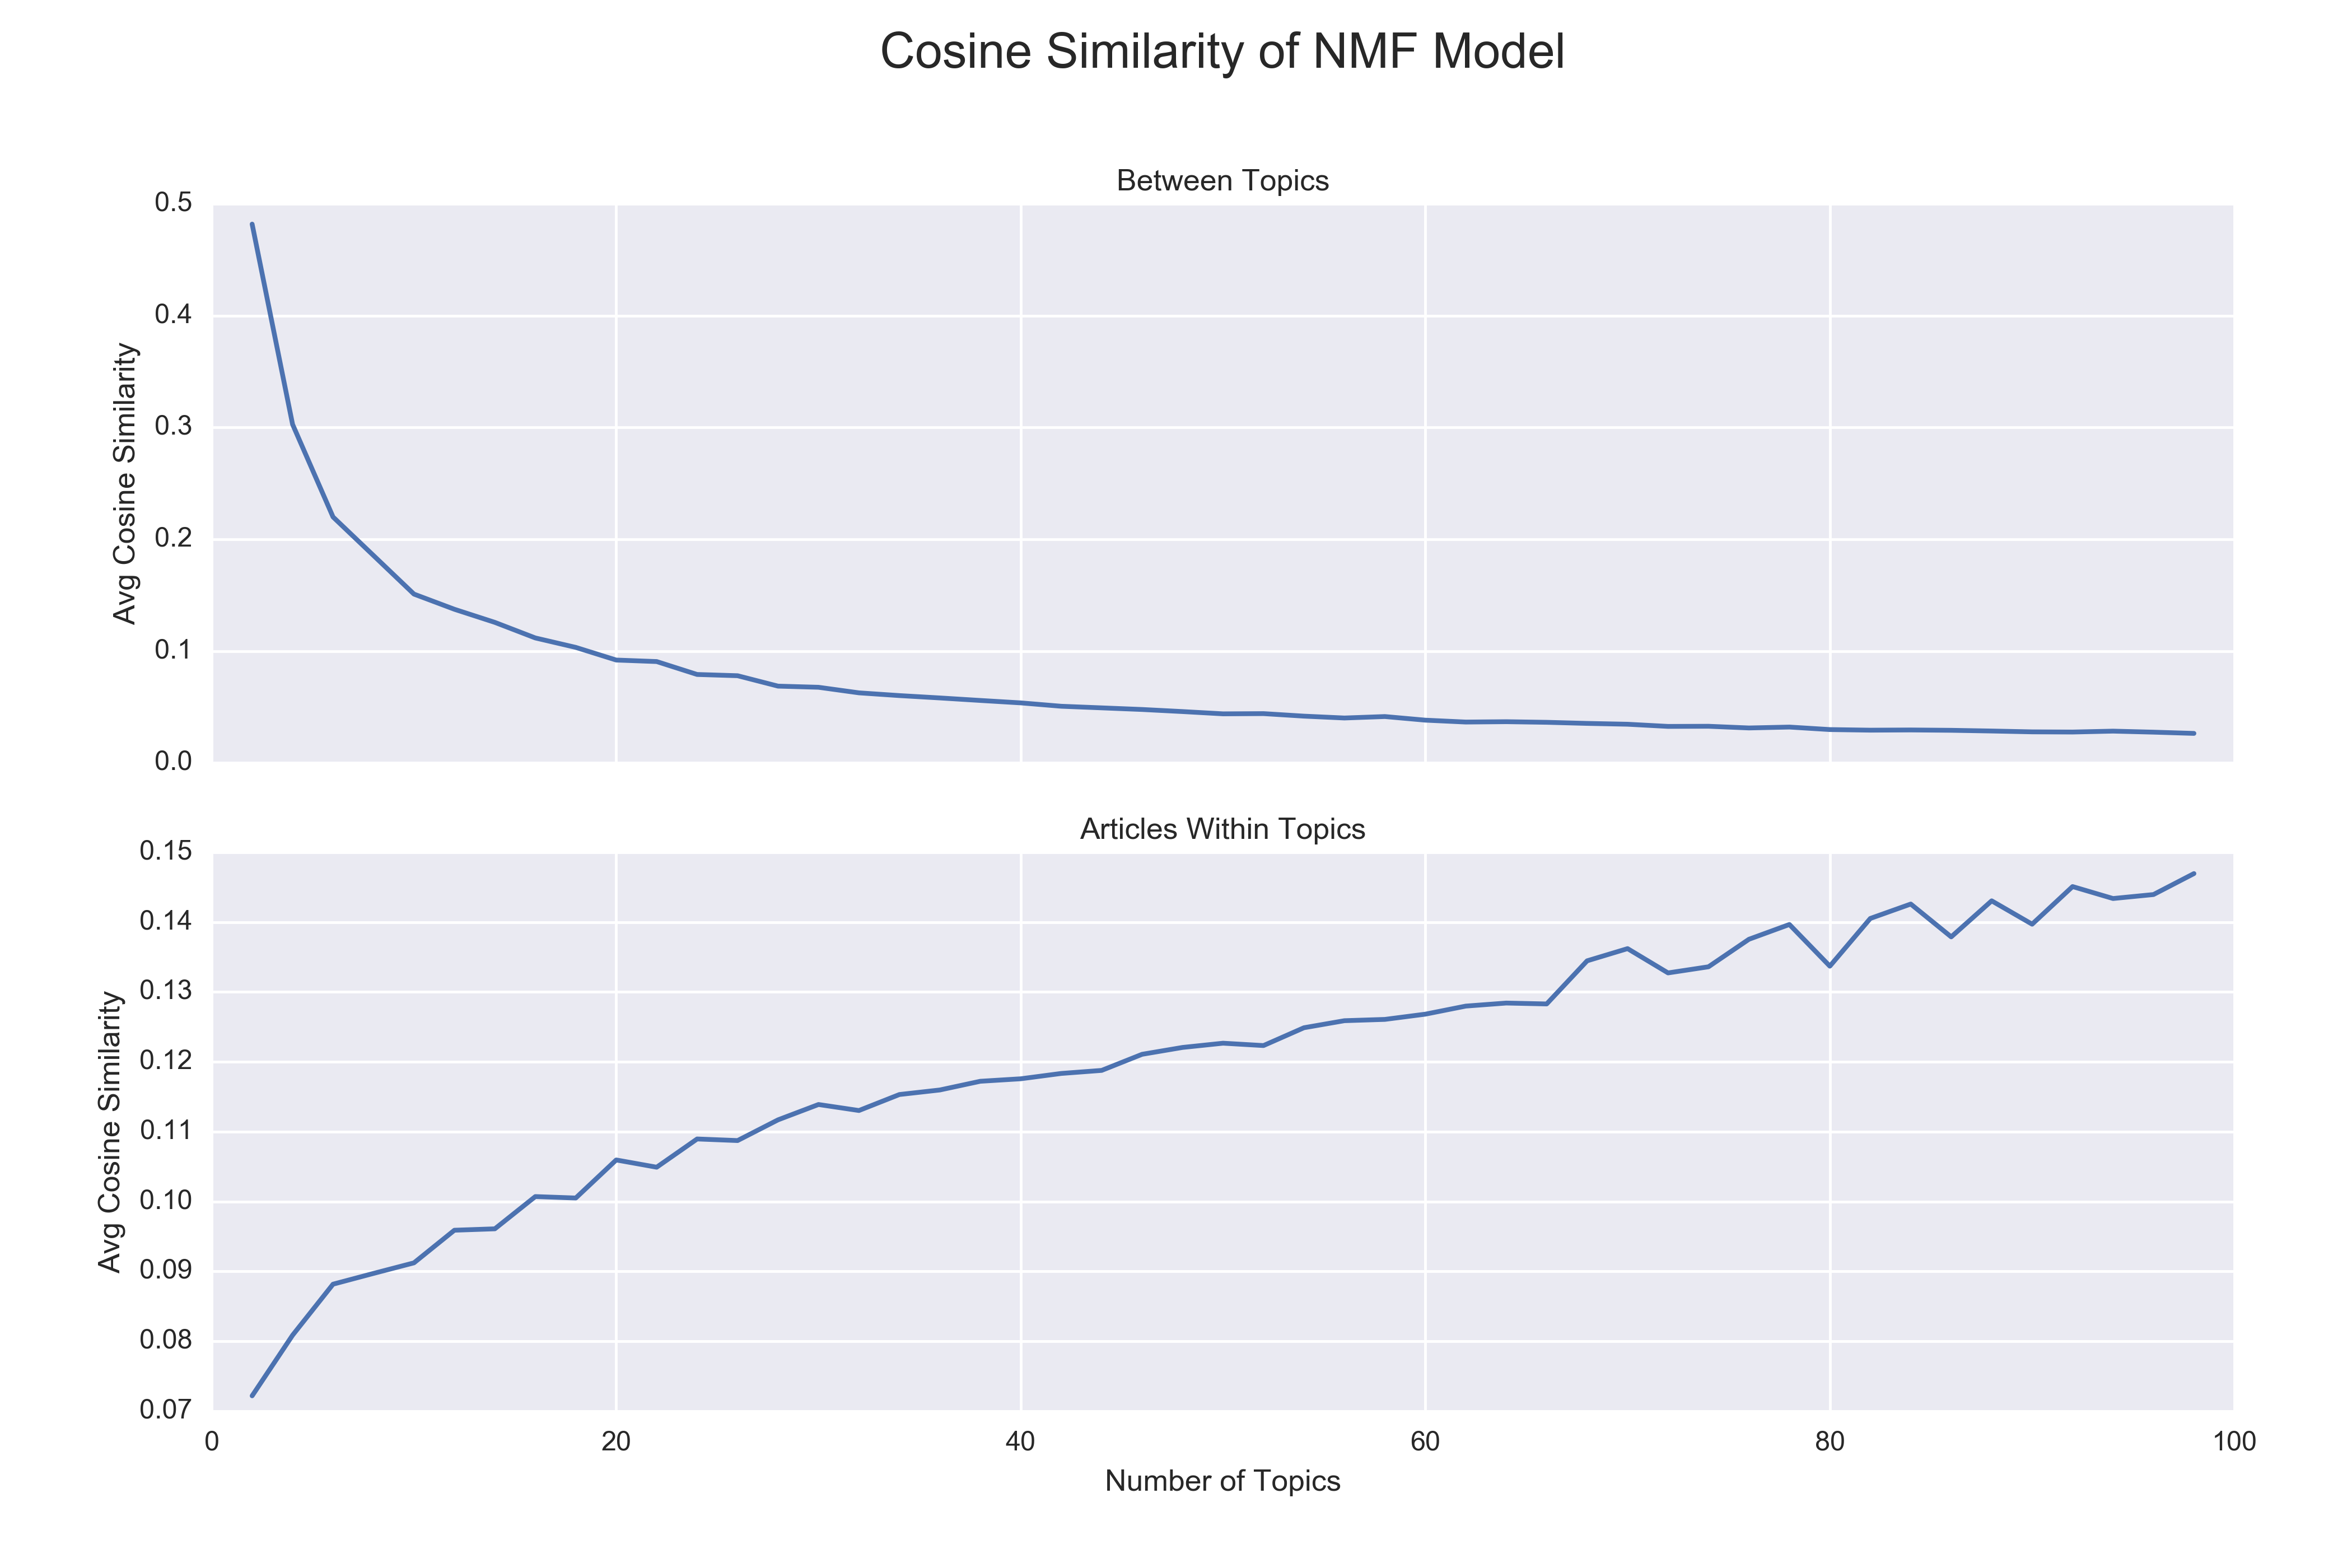 Cosine Similarity of NMF Model
Between Topics
0.5
0.4
0.3
0.2
0.1
0.0
Avg Cosine Similarity
Articles Within Topics
0.15
0.14
0.13
0.12
0.11
0.10
0.09
0.08
0.07
Avg Cosine Similarity
0 20 40 60 80 100
Number of Topics